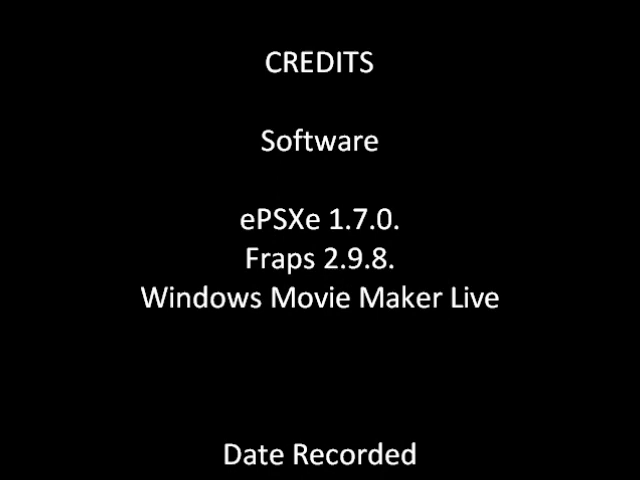 CREDITS
Software
ePSXe 1.7.0.
Fraps 2.9.8.
Windows Movie Maker Live
Date Recorded